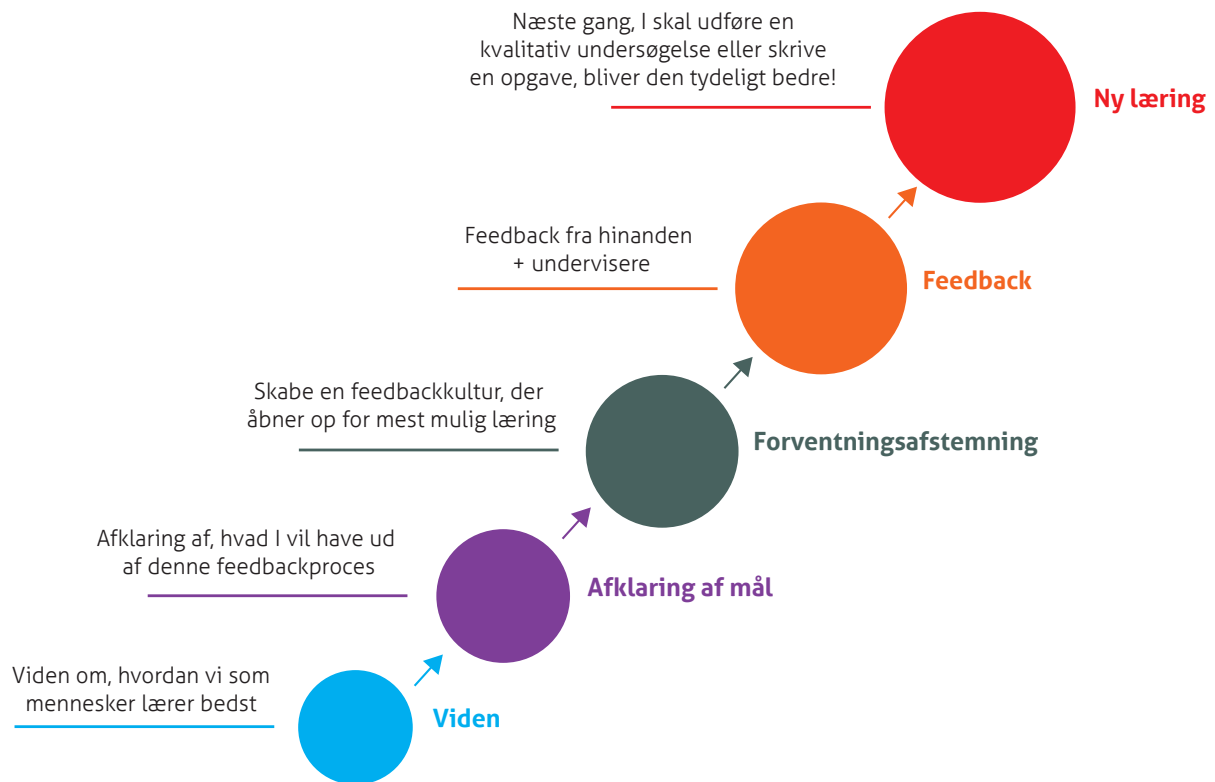 Næste gang, I skal udføre en
kvalitativ undersøgelse eller skrive
en opgave, bliver den tydeligt bedre!
Ny læring
Feedback fra hinanden
+ undervisere
Feedback
Skabe en feedbackkultur, der
åbner op for mest mulig læring
Forventningsafstemning
Afklaring af, hvad I vil have ud
af denne feedbackproces
Afklaring af mål
Viden om, hvordan vi som
mennesker lærer bedst
Viden